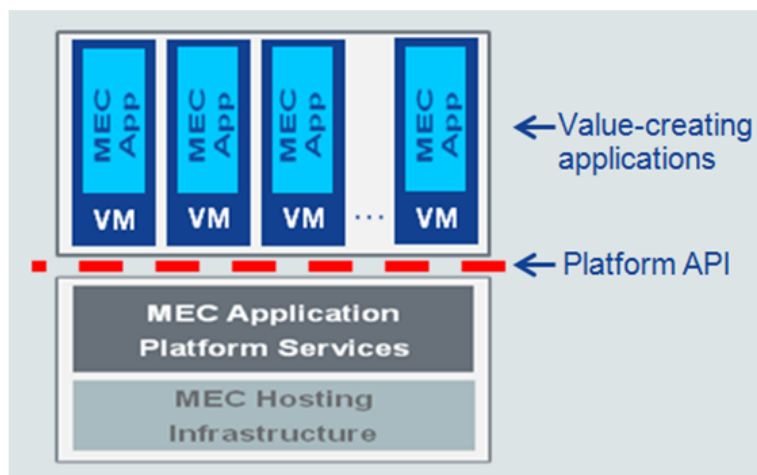 MEC App
MEC App
MEC App
MEC App
VM
VM
VM
...
VM
Value-creating
applications
Platform API
MEC Application
Platform Services
MEC Hosting
Infrastructure